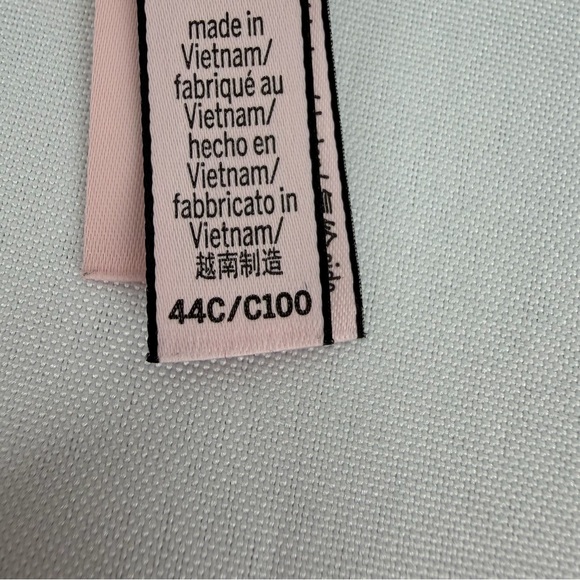 made in
Vietnam/
fabriqué au
Vietnam/
hecho en
Vietnam/
fabbricato in
Vietnam/
越南制造
44C/C100